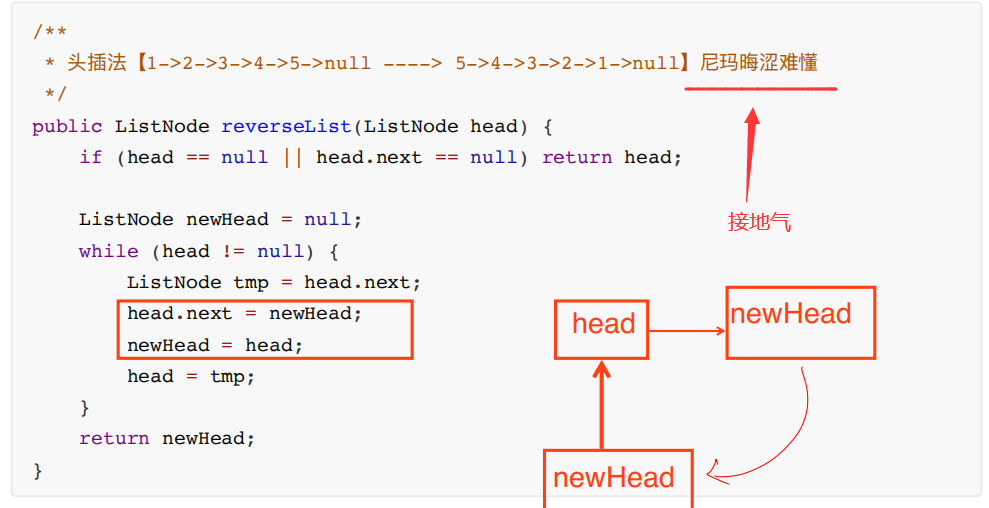 /**
* 头插法【1->2->3->4->5->null ----> 5->4->3->2->1->null】尼玛晦涩难懂
*/
public ListNode reverseList(ListNode head) {
if (head == null || head.next == null) return head;
接地气
ListNode newHead = null;
while (head != null) {
ListNode tmp = head.next;
head.next = newHead;
newHead = head;
head = tmp;
}
return newHead;
}
head
newHead
newHead